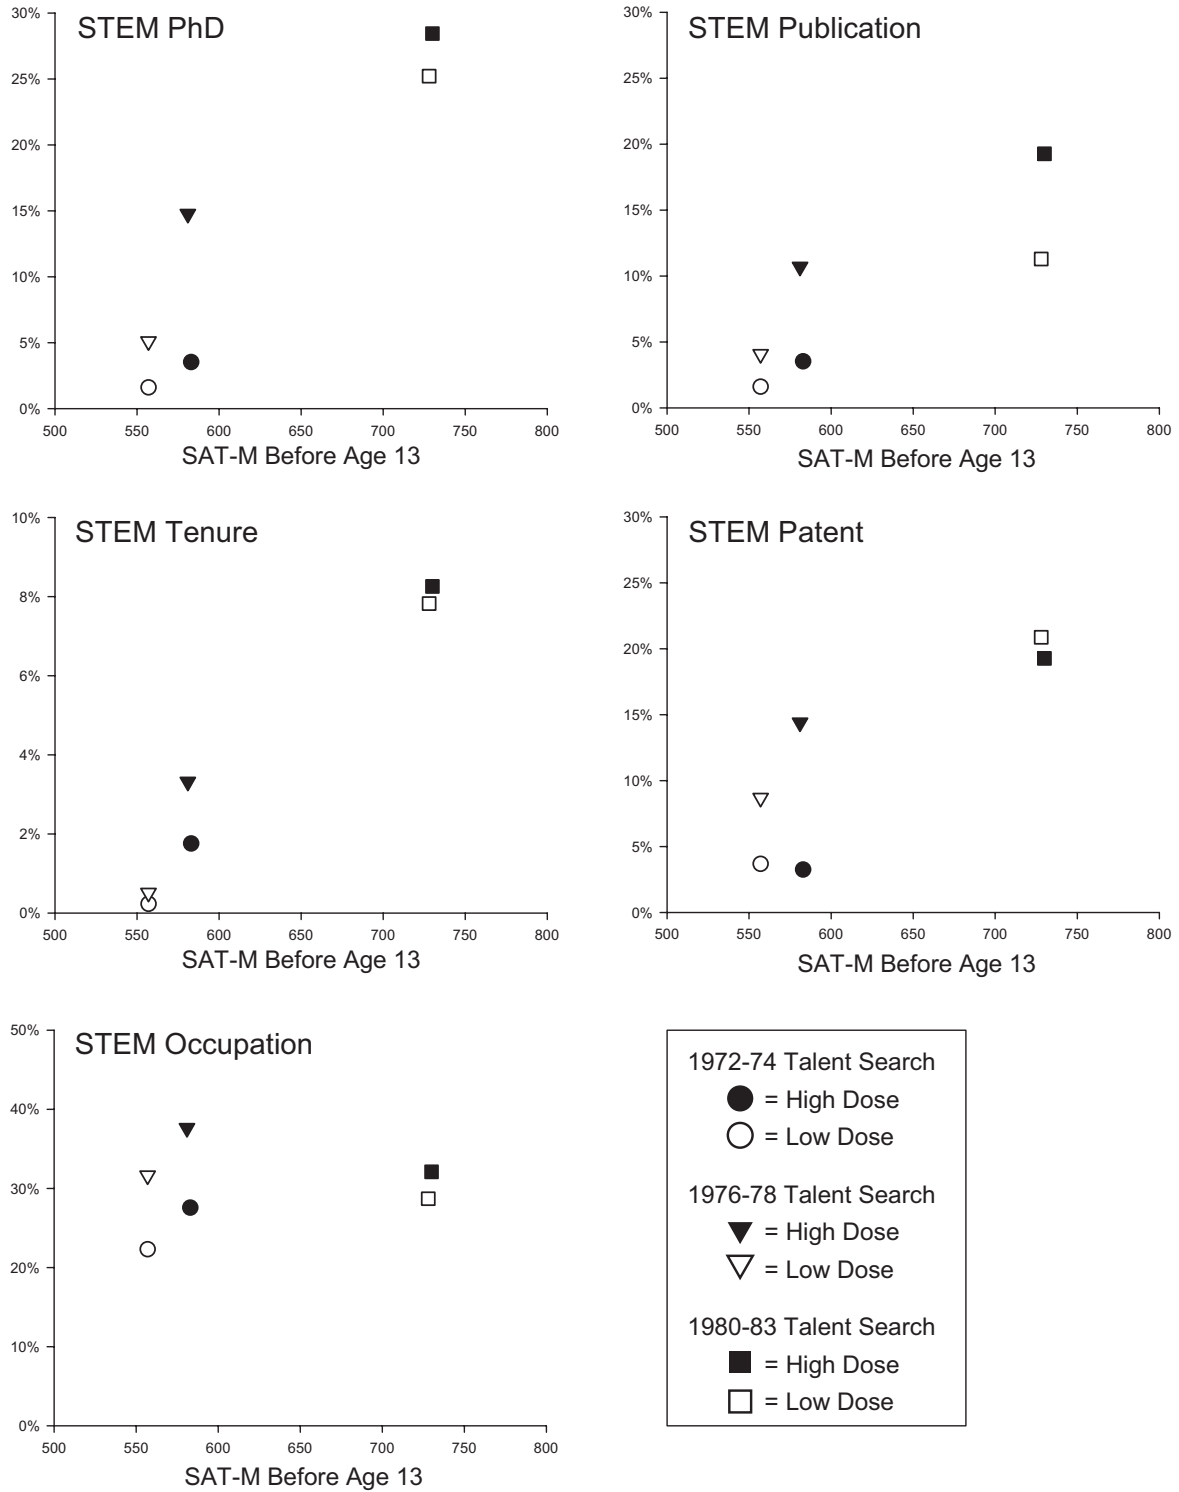 STEM PhD
30%
25%
20%
15%
10%
5%
0%
500 550 600 650 700 750 800
SAT-M Before Age 13
STEM Publication
30%
25%
20%
15%
10%
5%
0%
500 550 600 650 700 750 800
SAT-M Before Age 13
STEM Tenure
10%
8%
6%
4%
2%
0%
500 550 600 650 700 750 800
SAT-M Before Age 13
STEM Patent
30%
25%
20%
15%
10%
5%
0%
500 550 600 650 700 750 800
SAT-M Before Age 13
STEM Occupation
50%
40%
30%
20%
10%
0%
500 550 600 650 700 750 800
SAT-M Before Age 13
1972-74 Talent Search
= High Dose
= Low Dose
1976-78 Talent Search
= High Dose
= Low Dose
1980-83 Talent Search
= High Dose
= Low Dose